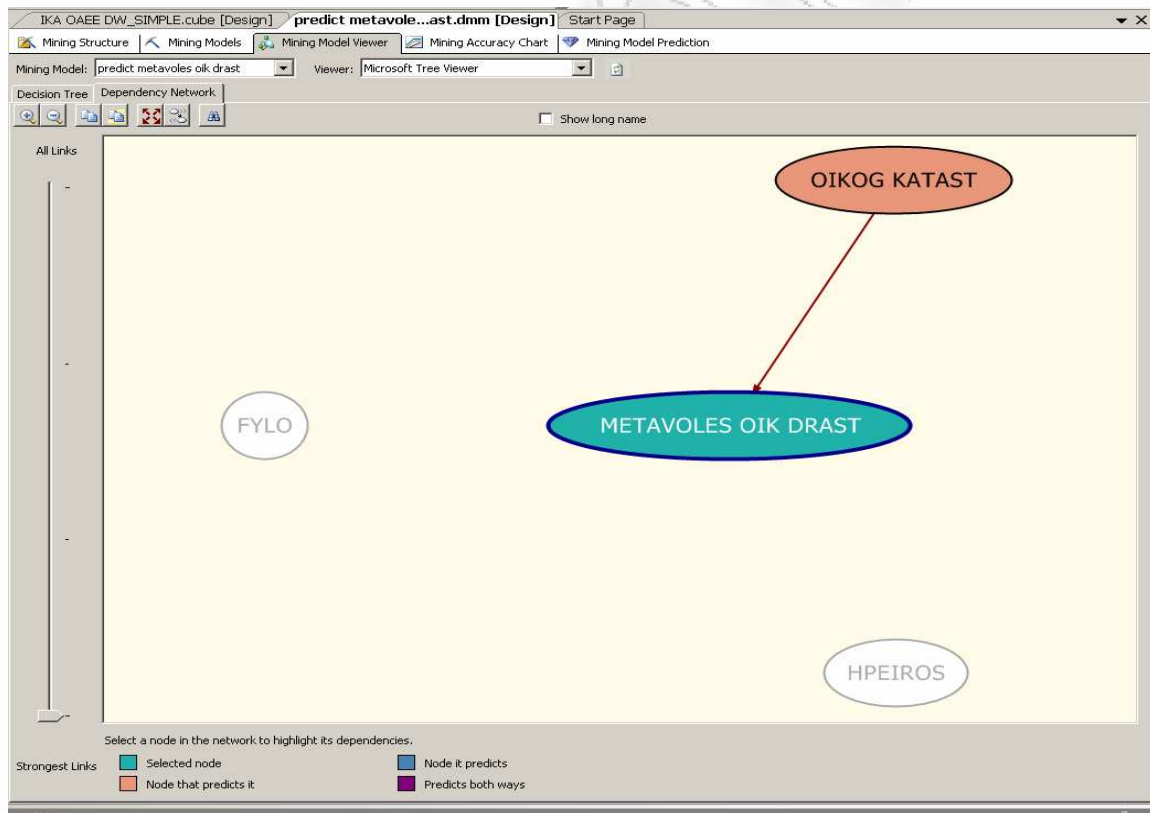 IKA OAEE DW_SIMPLE.cube [Design] predict metavole...ast.dmm [Design] Start Page
Mining Structure Mining Models Mining Model Viewer Mining Accuracy Chart Mining Model Prediction
Mining Model: predict metavoles oik drast Viewer: Microsoft Tree Viewer
Decision Tree Dependency Network
Show long name
All Links
OIKOG KATAST
FYLO
METAVOLES OIK DRAST
HPEIROS
Select a node in the network to highlight its dependencies.
Strongest Links Selected node Node it predicts
Node that predicts it Predicts both ways